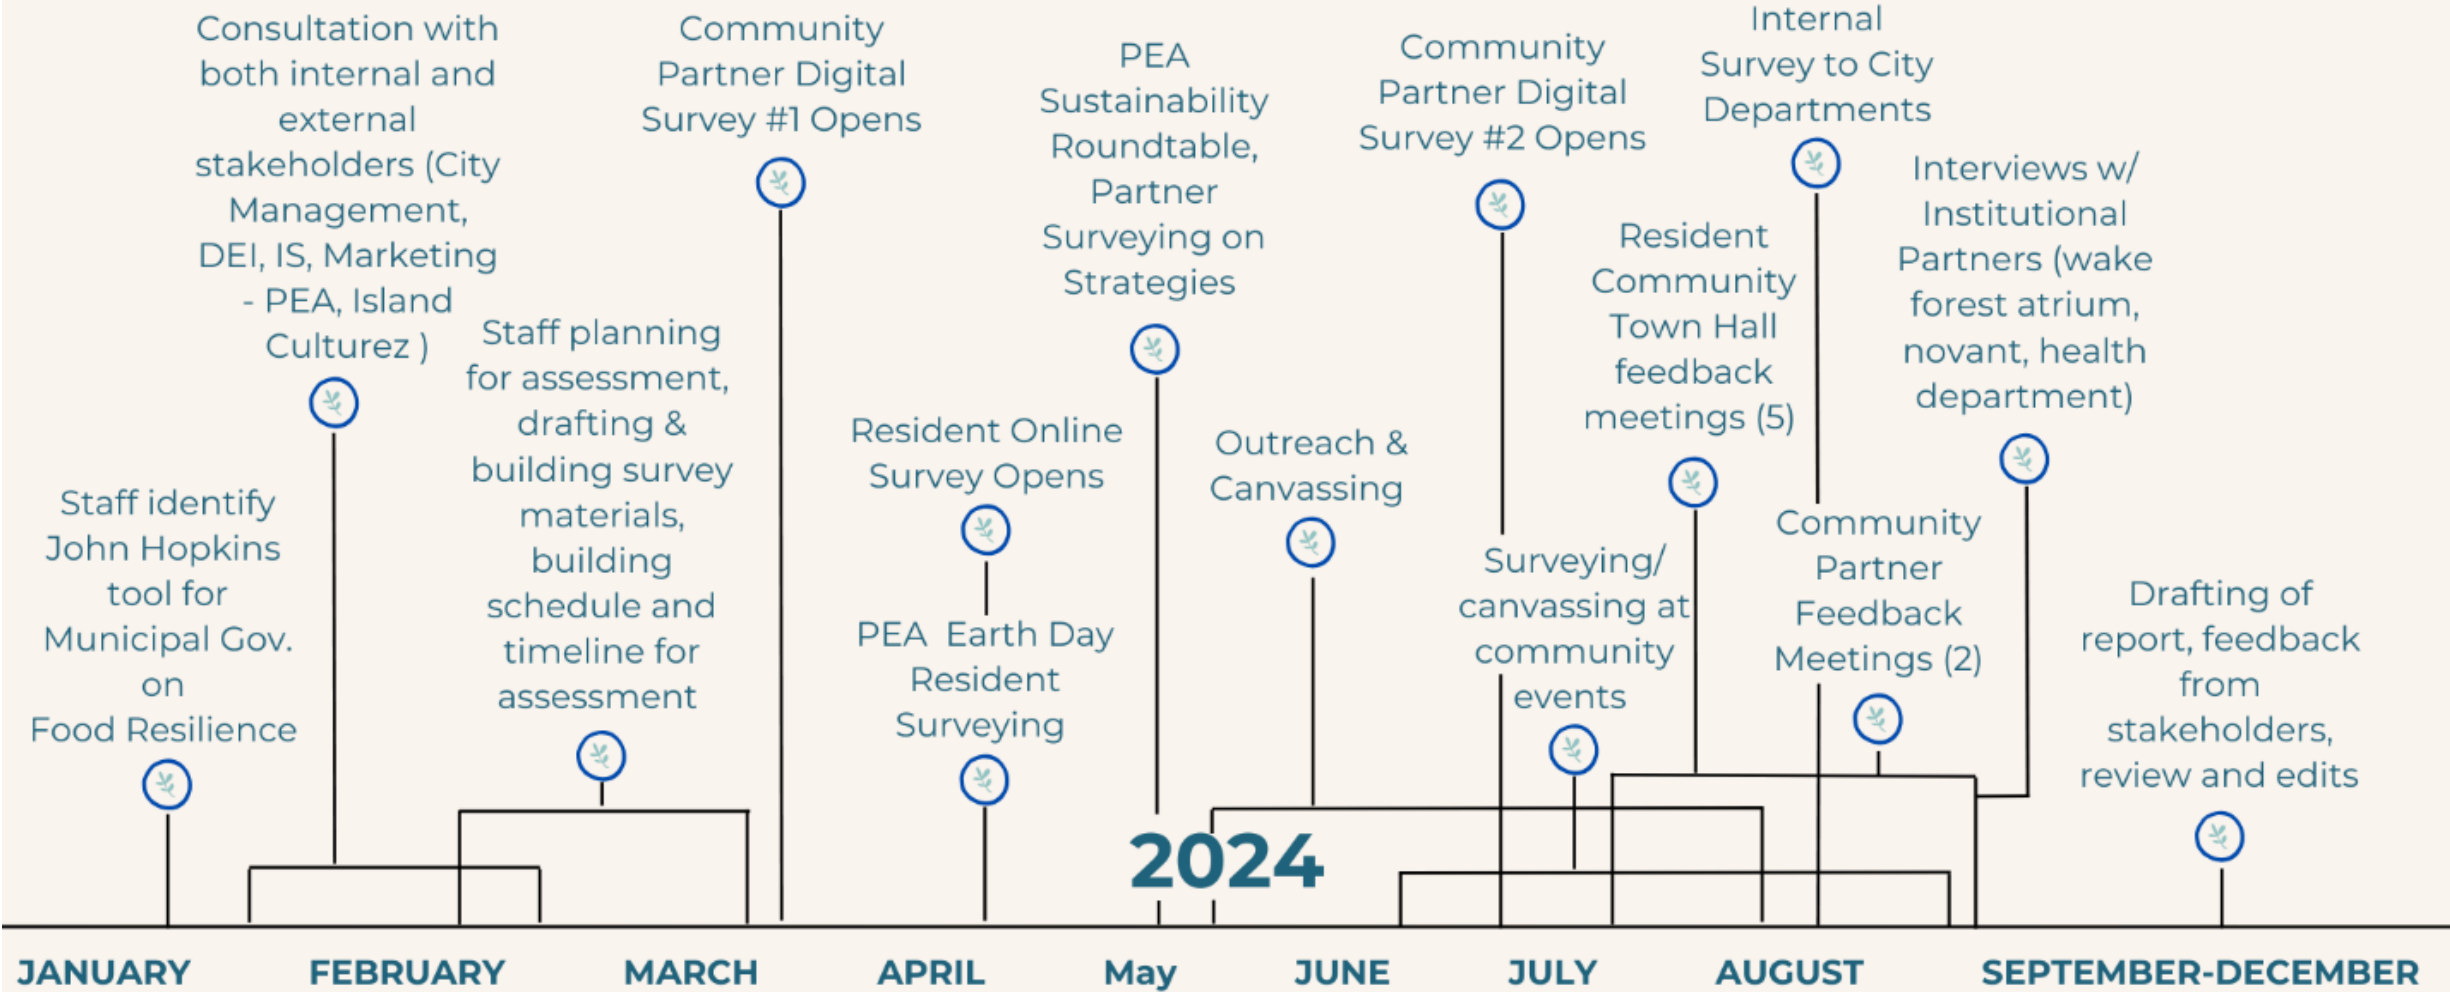 Consultation with
both internal and
external
stakeholders (City
Management,
DEI, IS, Marketing
- PEA, Island
Culturez )
Community
Partner Digital
Survey #1 Opens
PEA
Sustainability
Roundtable,
Partner
Surveying on
Strategies
Community
Partner Digital
Survey #2 Opens
Internal
Survey to City
Departments
Interviews w/
Institutional
Partners (wake
forest atrium,
novant, health
department)
Resident
Community
Town Hall
feedback
meetings (5)
Staff planning
for assessment,
drafting &
building survey
materials,
building
schedule and
timeline for
assessment
Resident Online
Survey Opens
Outreach &
Canvassing
Staff identify
John Hopkins
tool for
Municipal Gov.
on
Food Resilience
Surveying/
canvassing at
community
events
Community
Partner
Feedback
Meetings (2)
Drafting of
report, feedback
from
stakeholders,
review and edits
PEA  Earth Day
Resident
Surveying
2024
JANUARY
FEBRUARY
MARCH
APRIL
May
JUNE
JULY
AUGUST
SEPTEMBER-DECEMBER